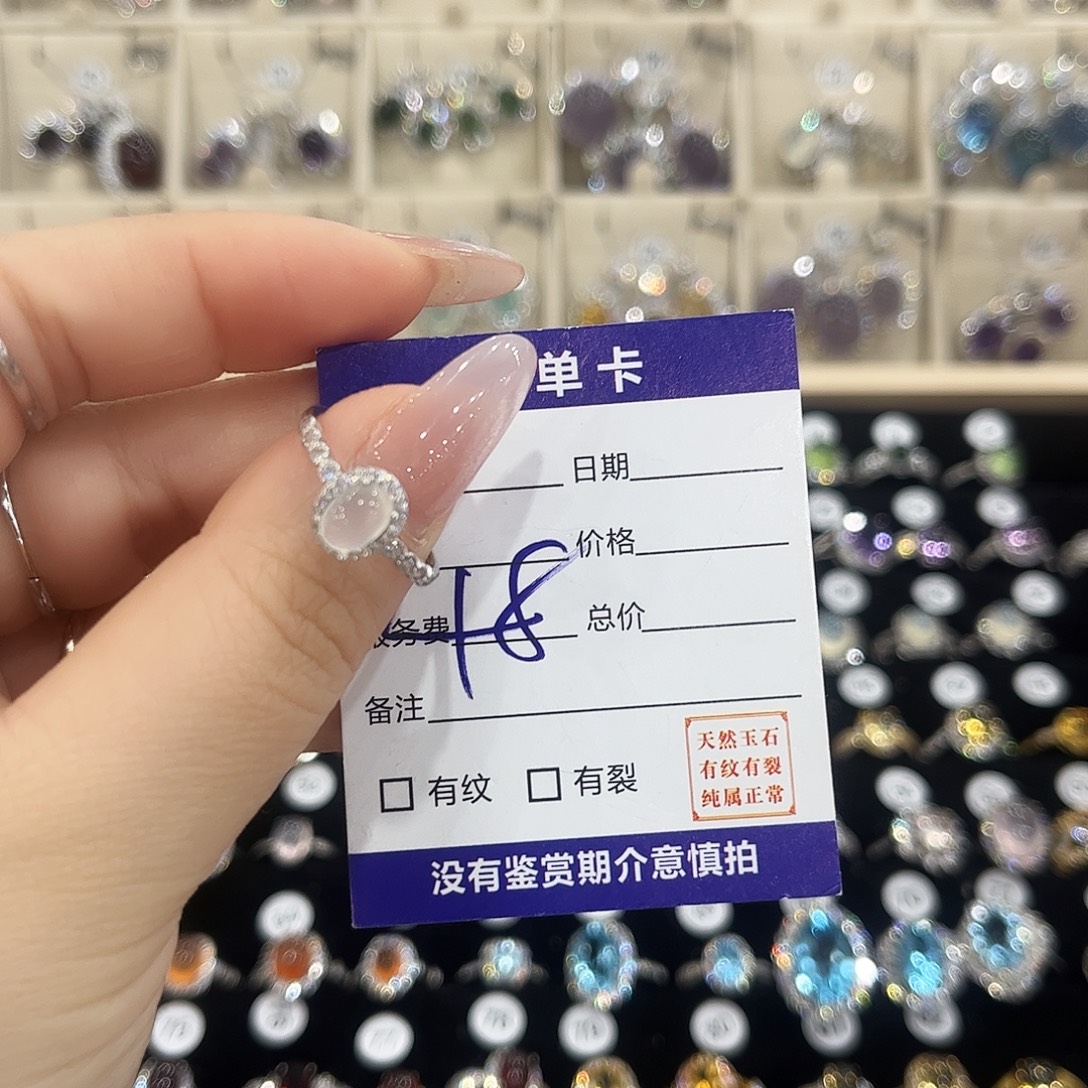 单卡
日期
价格
服务费 18 总价
备注
有纹 有裂
天然玉石
有纹有裂
纯属正常
没有鉴赏期介意慎拍